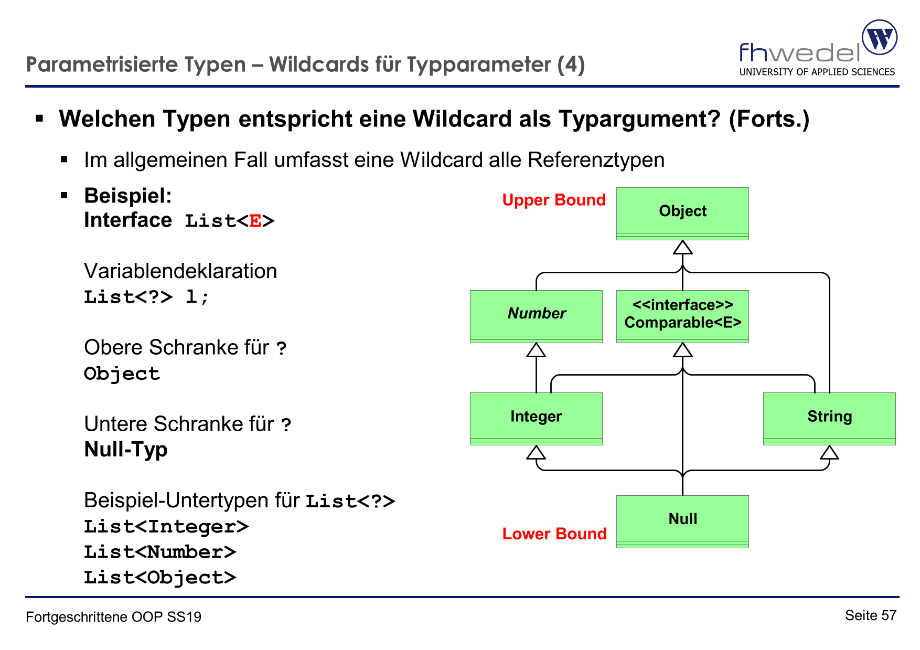 fhwedel
UNIVERSITY OF APPLIED SCIENCES
Parametrisierte Typen – Wildcards für Typparameter (4)
▪ Welchen Typen entspricht eine Wildcard als Typargument? (Forts.)
▪ Im allgemeinen Fall umfasst eine Wildcard alle Referenztypen
▪ Beispiel:
Interface List<E>
Variablendeklaration
List<?> l;
Obere Schranke für ?
Object
Untere Schranke für ?
Null-Typ
Beispiel-Untertypen für List<?>
List<Integer>
List<Number>
List<Object>
Upper Bound
Object
Number
<<interface>>
Comparable<E>
Integer
String
Null
Lower Bound
Fortgeschrittene OOP SS19
Seite 57